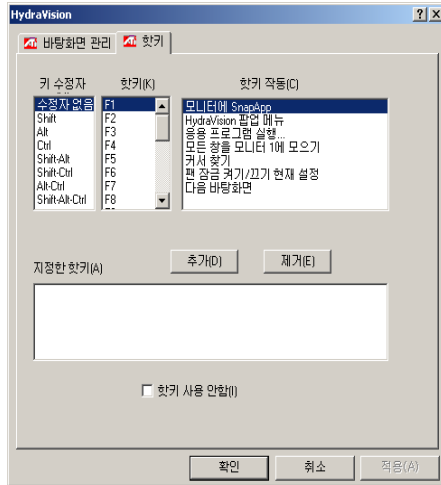 HydraVision
바탕화면 관리
핫키
키 수정자
핫키(K)
핫키 작동(C)
수정자 없음
Shift
Alt
Ctrl
Shift-Alt
Shift-Ctrl
Alt-Ctrl
Shift-Alt-Ctrl
F1
F2
F3
F4
F5
F6
F7
F8
모니터에 SnapApp
HydraVision 팝업 메뉴
응용 프로그램 실행...
모든 창을 모니터 1에 모으기
커서 찾기
팬 잠금 켜기/끄기 현재 설정
다음 바탕화면
추가(D)
제거(E)
지정한 핫키(A)
핫키 사용 안함(I)
확인
취소
적용(A)